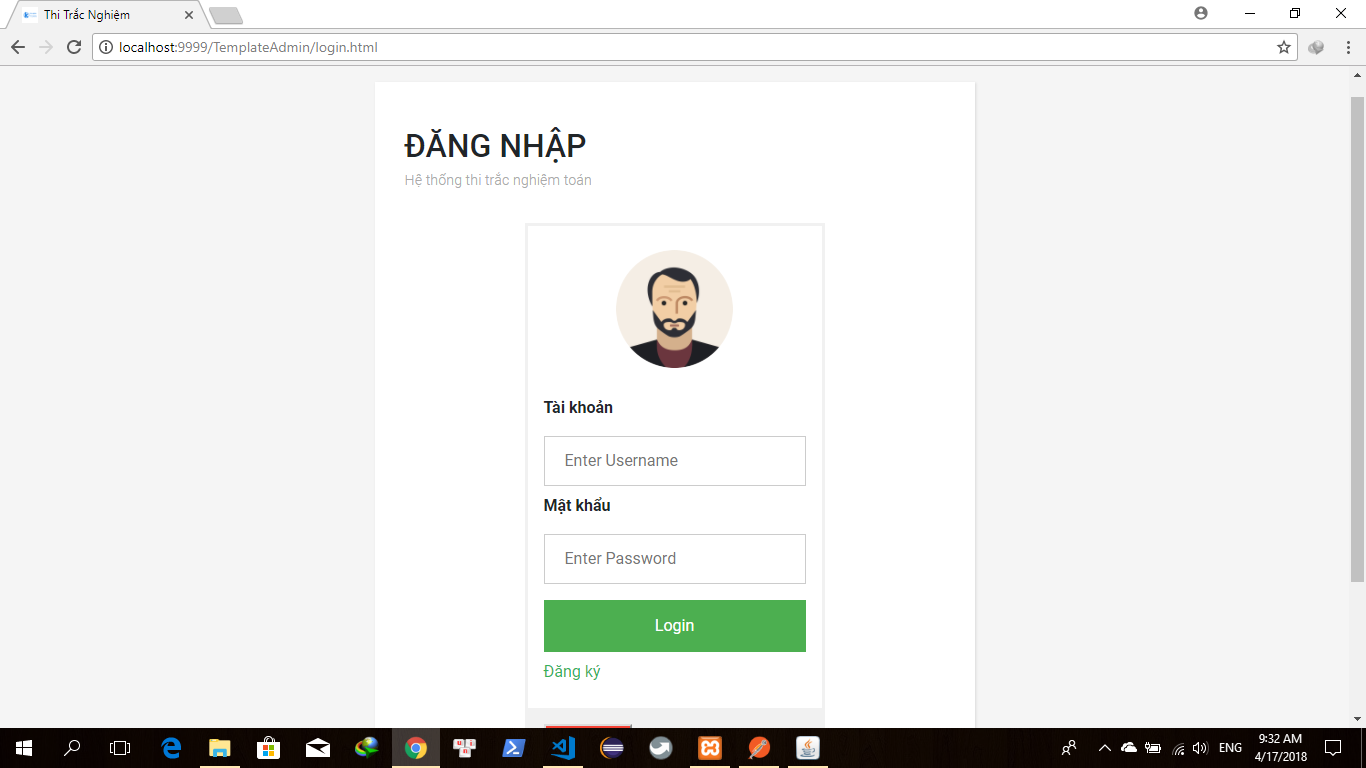 Thi Trắc Nghiệm
localhost:9999/TemplateAdmin/login.html
ĐĂNG NHẬP
Hệ thống thi trắc nghiệm toán
Tài khoản
Enter Username
Mật khẩu
Enter Password
Login
Đăng ký
ENG
9:32 AM
4/17/2018